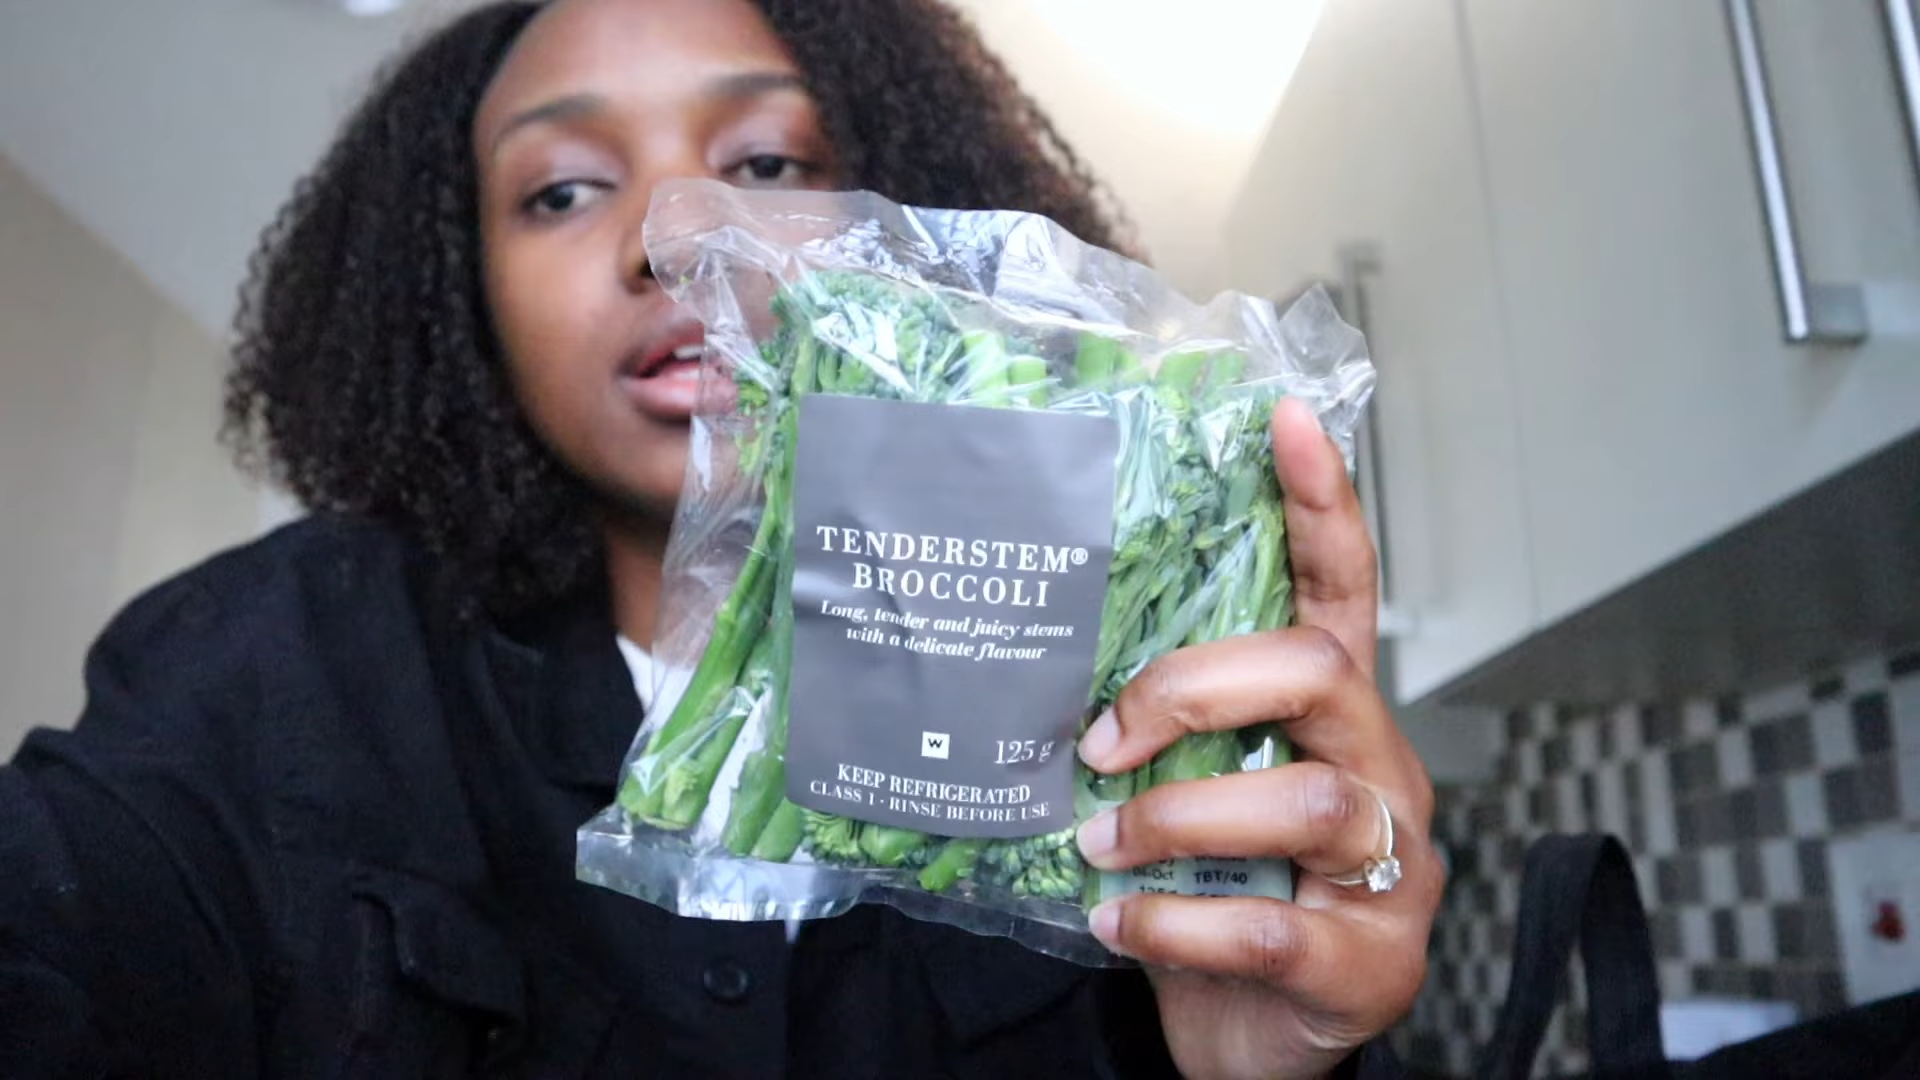 TENDERSTEM®
BROCCOLI
Long, tender and juicy stems
with a delicate flavour
W
125 g
KEEP REFRIGERATED
CLASS 1 · RINSE BEFORE USE
TBT/40